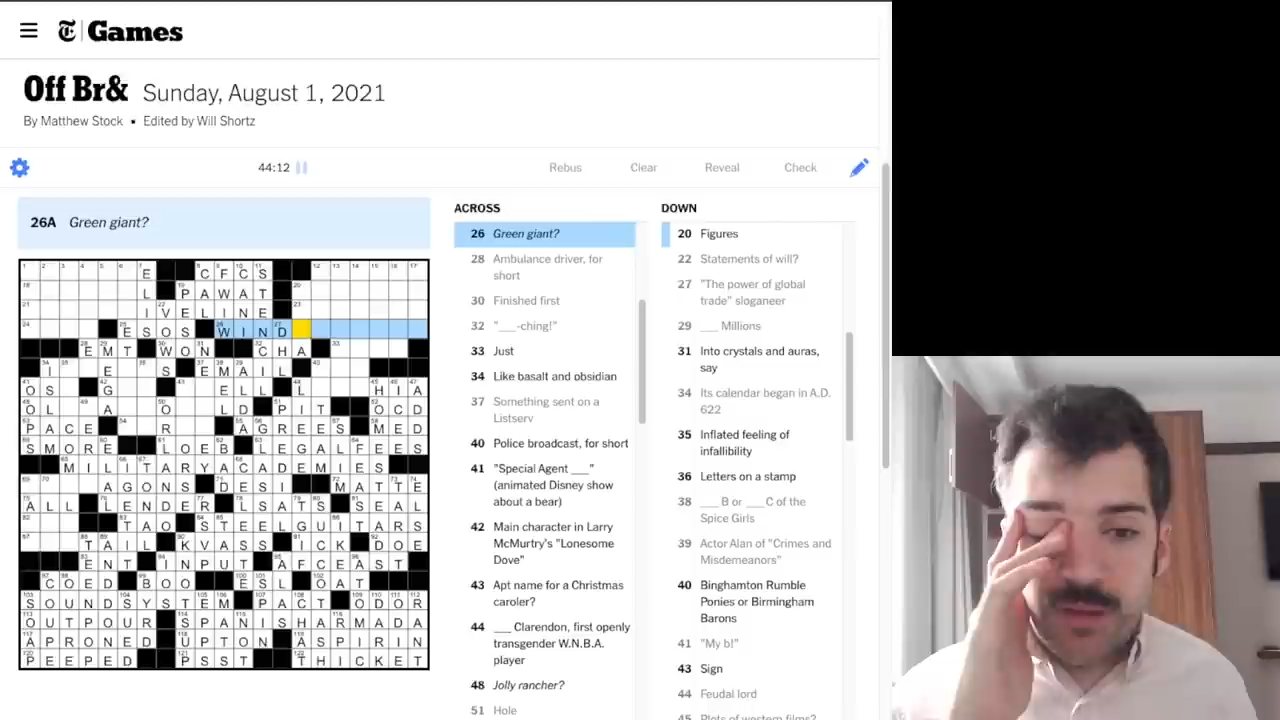 Games
Off Br& Sunday, August 1, 2021
By Matthew Stock • Edited by Will Shortz
44:12 Rebus Clear Reveal Check
26A Green giant?
ACROSS
26 Green giant?
28 Ambulance driver, for
short
30 Finished first
32 "___-ching!"
33 Just
34 Like basalt and obsidian
37 Something sent on a
Listserv
40 Police broadcast, for short
41 "Special Agent ___"
(animated Disney show
about a bear)
42 Main character in Larry
McMurtry's "Lonesome
Dove"
43 Apt name for a Christmas
caroler?
44 ___ Clarendon, first openly
transgender W.N.B.A.
player
48 Jolly rancher?
51 Hole
DOWN
20 Figures
22 Statements of will?
27 "The power of global
trade" sloganeer
29 ___ Millions
31 Into crystals and auras,
say
34 Its calendar began in A.D.
622
35 Inflated feeling of
infallibility
36 Letters on a stamp
38 ___ B or ___ C of the
Spice Girls
39 Actor Alan of "Crimes and
Misdemeanors"
40 Binghamton Rumble
Ponies or Birmingham
Barons
41 "My b!"
43 Sign
44 Feudal lord
45 Plots of western films?
E C F C S
L P A W A T
I V E L I N E
E S O S W I N D
E M T W O N C H A
I E S E M A I L
O S G E L L L H I A
O L A O L D P I T O C D
P A C E R A G R E E S M E D
S M O R E L O E B L E G A L F E E S
M I L I T A R Y A C A D E M I E S
A G O N S D E S I M A T T E
A L L L E N D E R L S A T S S E A L
T A O S T E E L G U I T A R S
T A I L K V A S S I C K D O E
E N T I N P U T A F C E A S T
C O E D B O O E S L O A T
S O U N D S Y S T E M P A C T O D O R
O U T P O U R S P A N I S H A R M A D A
A P R O N E D U P T O N A S P I R I N
P E E P E D P S S T T H I C K E T